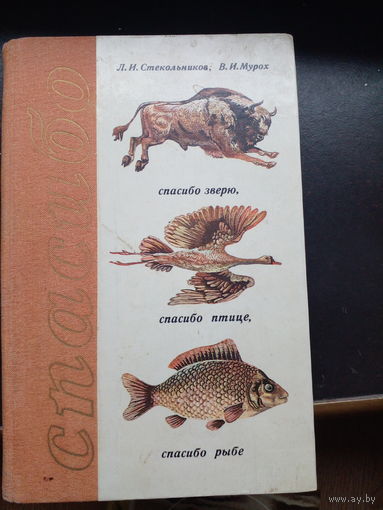 Л. И. Стекольников, В. И. Мурох
спасибо зверю,
спасибо птице,
спасибо рыбе
спасибо
www.ay.by